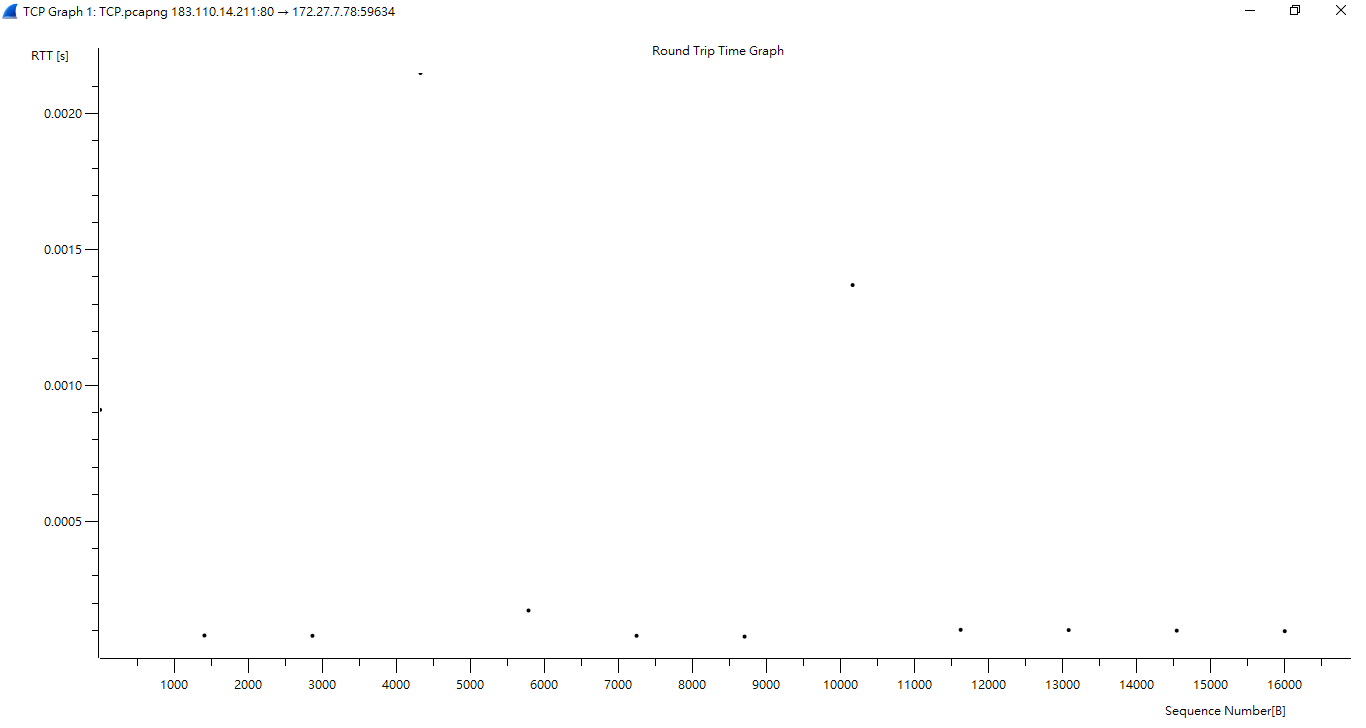 TCP Graph 1: TCP.pcapng 183.110.14.211:80 → 172.27.7.78:59634
Round Trip Time Graph
RTT [s]
0.0020
0.0015
0.0010
0.0005
1000 2000 3000 4000 5000 6000 7000 8000 9000 10000 11000 12000 13000 14000 15000 16000
Sequence Number[B]